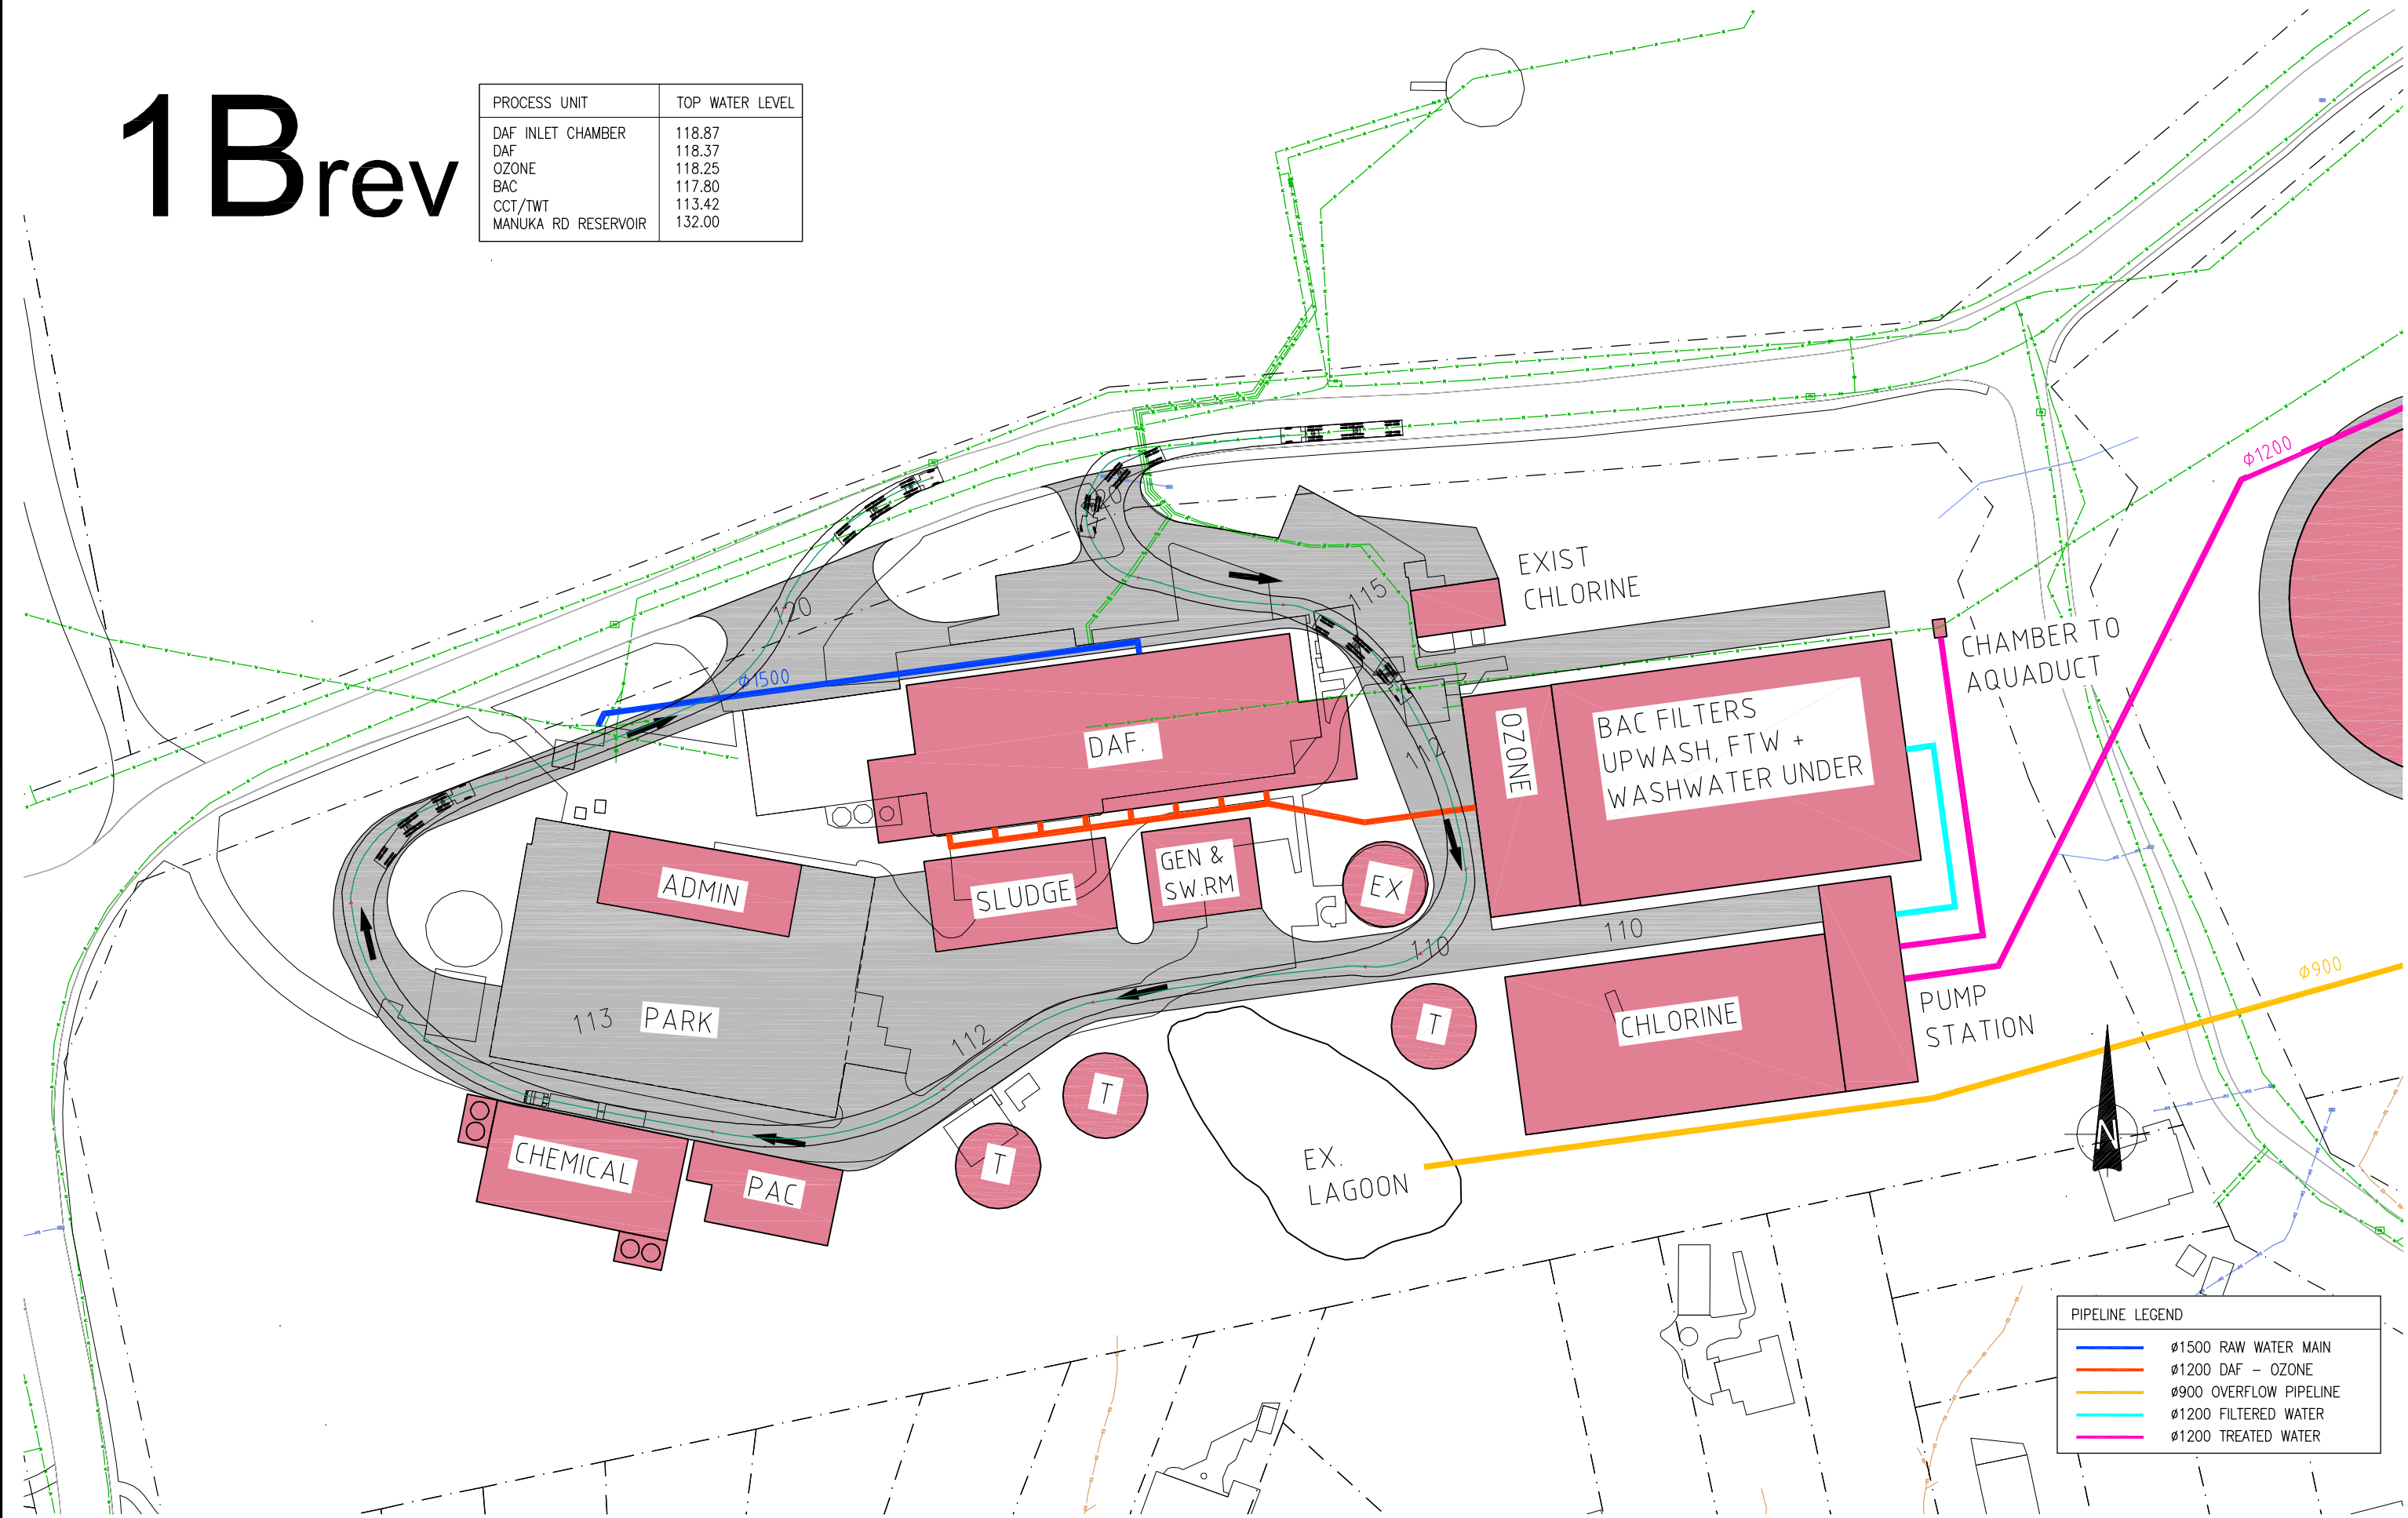 1Brev
PROCESS UNIT TOP WATER LEVEL
DAF INLET CHAMBER 118.87
DAF 118.37
OZONE 118.25
BAC 117.80
CCT/TWT 113.42
MANUKA RD RESERVOIR 132.00
ø1200
EXIST
CHLORINE
115
120
CHAMBER TO
AQUADUCT
ø1500
DAF.
112
OZONE
BAC FILTERS
UPWASH, FTW +
WASHWATER UNDER
ADMIN
SLUDGE
GEN &
SW.RM
EX
110
110
ø900
113
PARK
112
T
T
T
CHLORINE
PUMP
STATION
N
CHEMICAL
PAC
EX.
LAGOON
PIPELINE LEGEND
ø1500 RAW WATER MAIN
ø1200 DAF – OZONE
ø900 OVERFLOW PIPELINE
ø1200 FILTERED WATER
ø1200 TREATED WATER